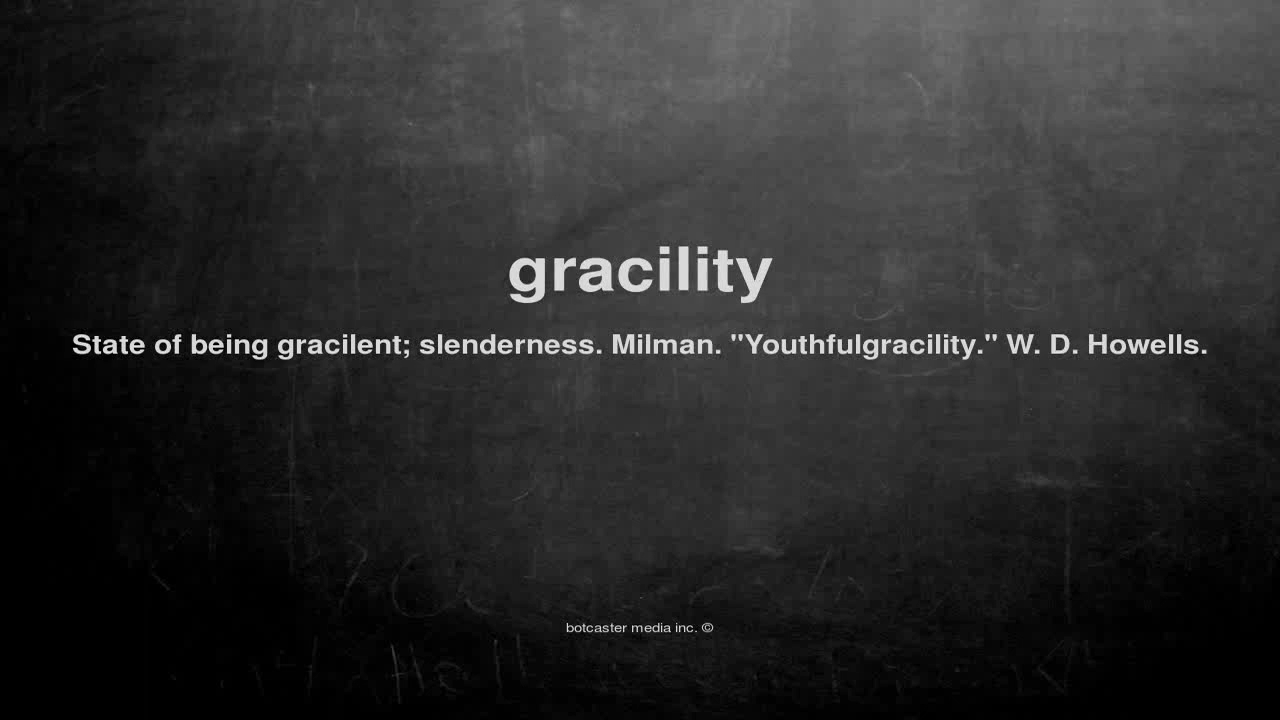 gracility
State of being gracilent; slenderness. Milman. "Youthfulgracility." W. D. Howells.
botcaster media inc. ©